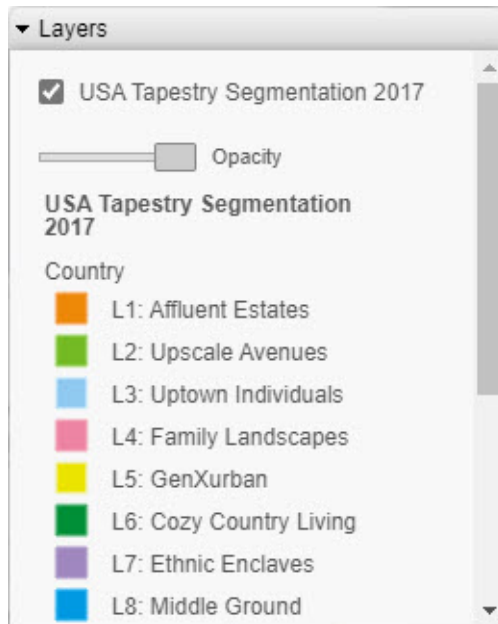 Layers
USA Tapestry Segmentation 2017
Opacity
USA Tapestry Segmentation
2017
Country
L1: Affluent Estates
L2: Upscale Avenues
L3: Uptown Individuals
L4: Family Landscapes
L5: GenXurban
L6: Cozy Country Living
L7: Ethnic Enclaves
L8: Middle Ground